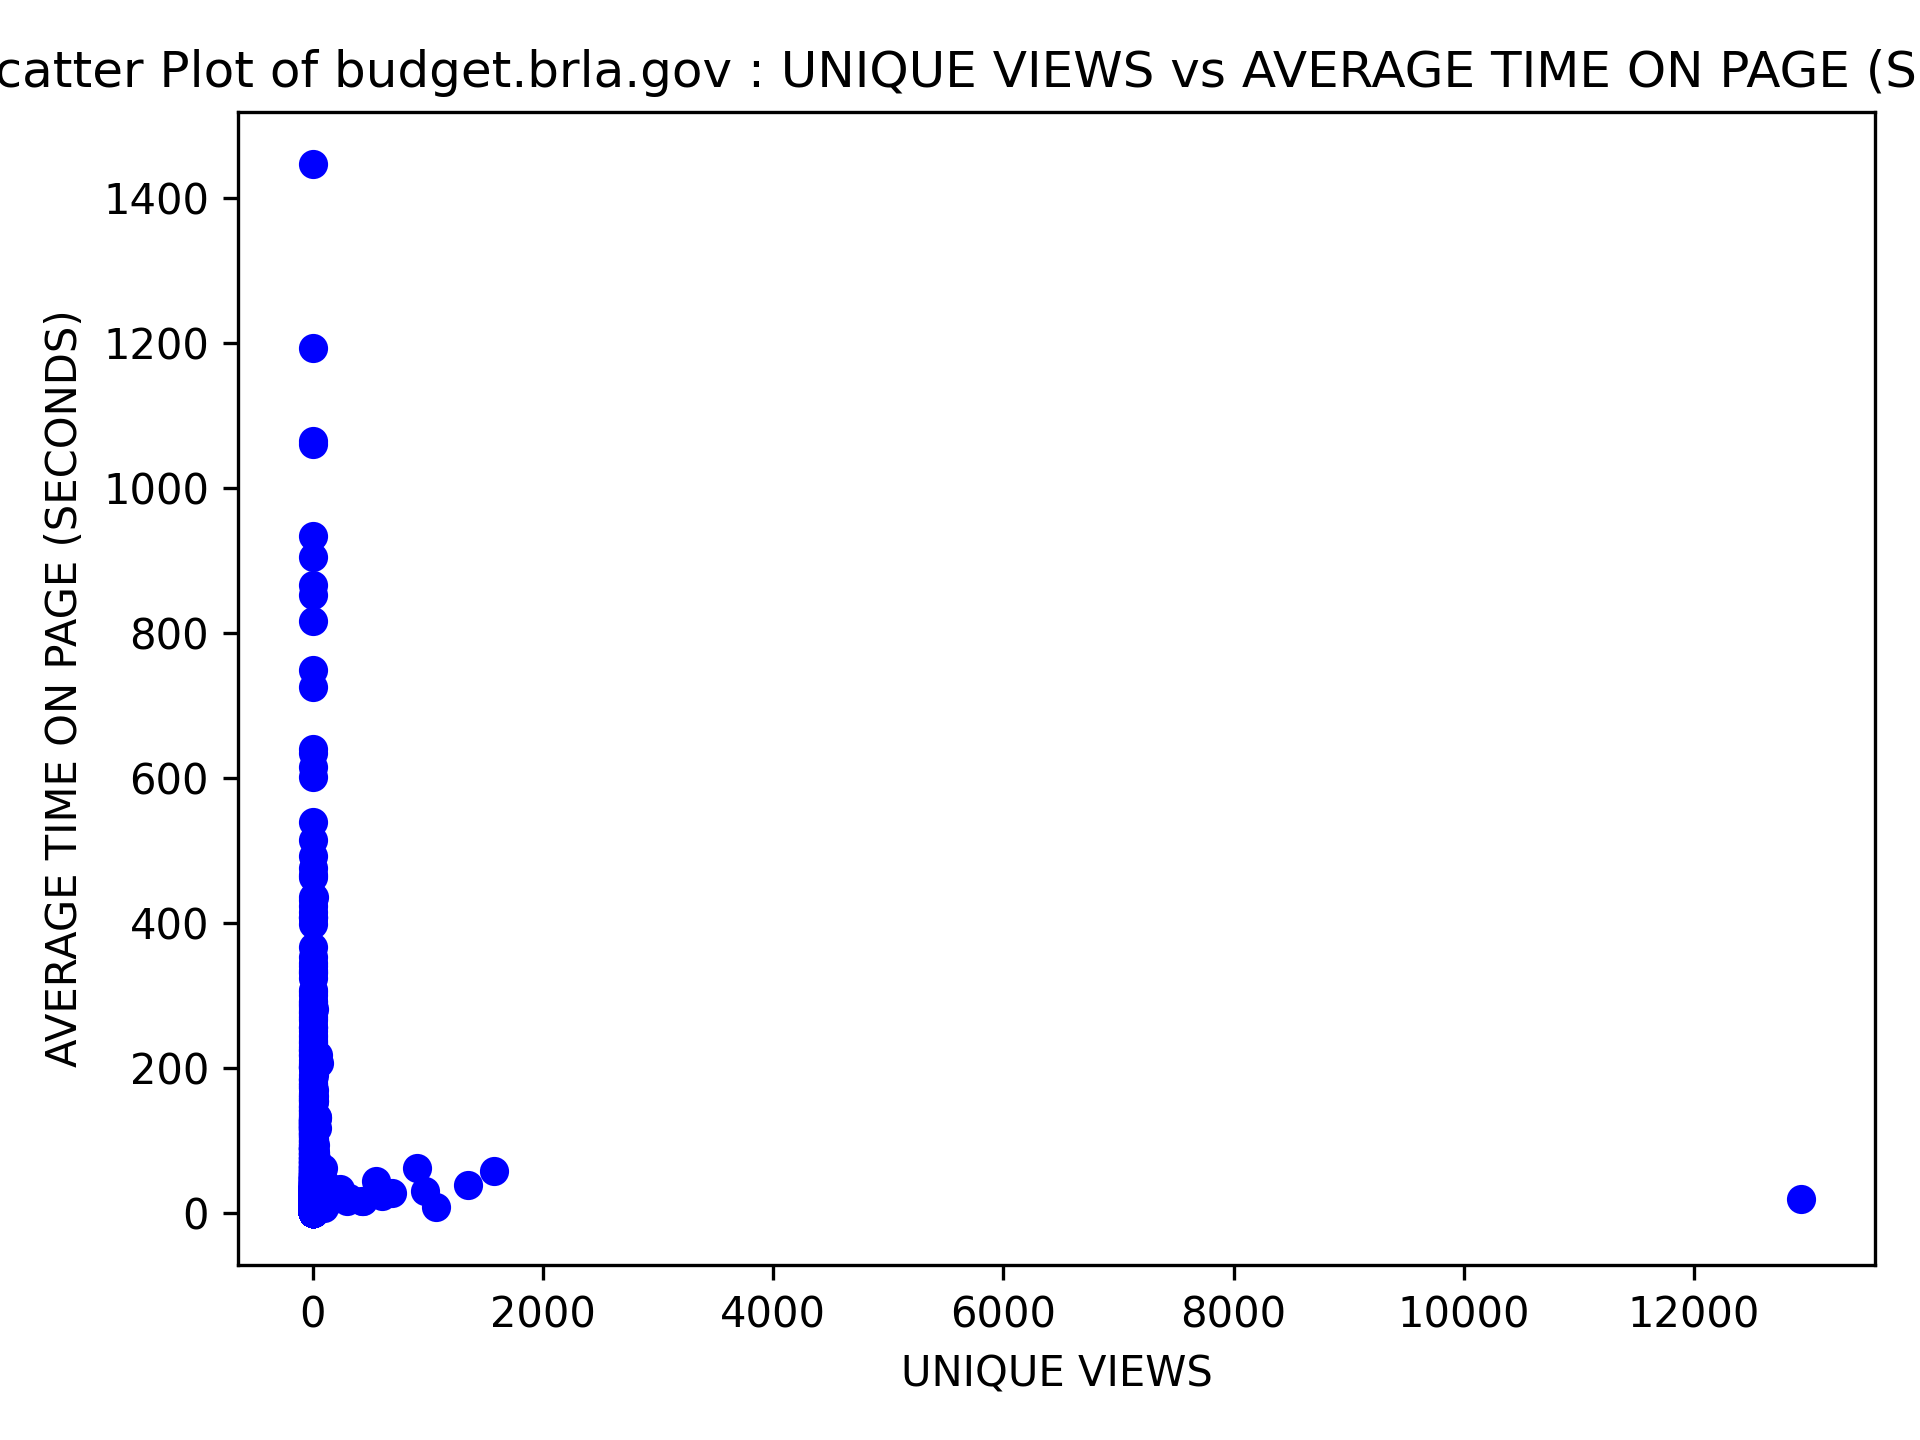 catter Plot of budget.brla.gov : UNIQUE VIEWS vs AVERAGE TIME ON PAGE (S
AVERAGE TIME ON PAGE (SECONDS)
1400
1200
1000
800
600
400
200
0
0 2000 4000 6000 8000 10000 12000
UNIQUE VIEWS